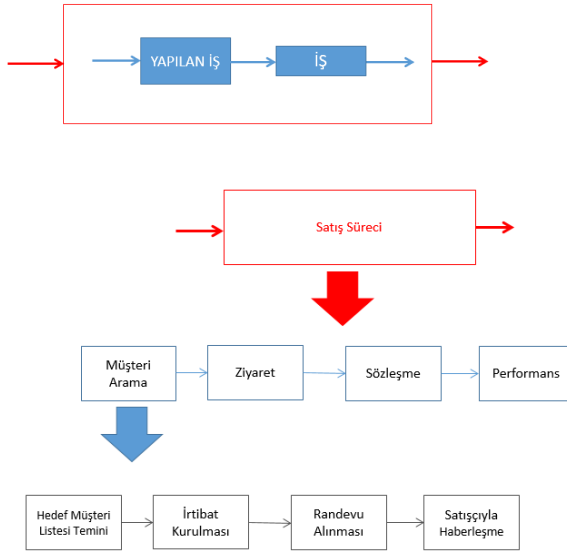 YAPILAN İŞ
İŞ
Satış Süreci
Müşteri
Arama
Ziyaret
Sözleşme
Performans
Hedef Müşteri
Listesi Temini
İrtibat
Kurulması
Randevu
Alınması
Satışçıyla
Haberleşme